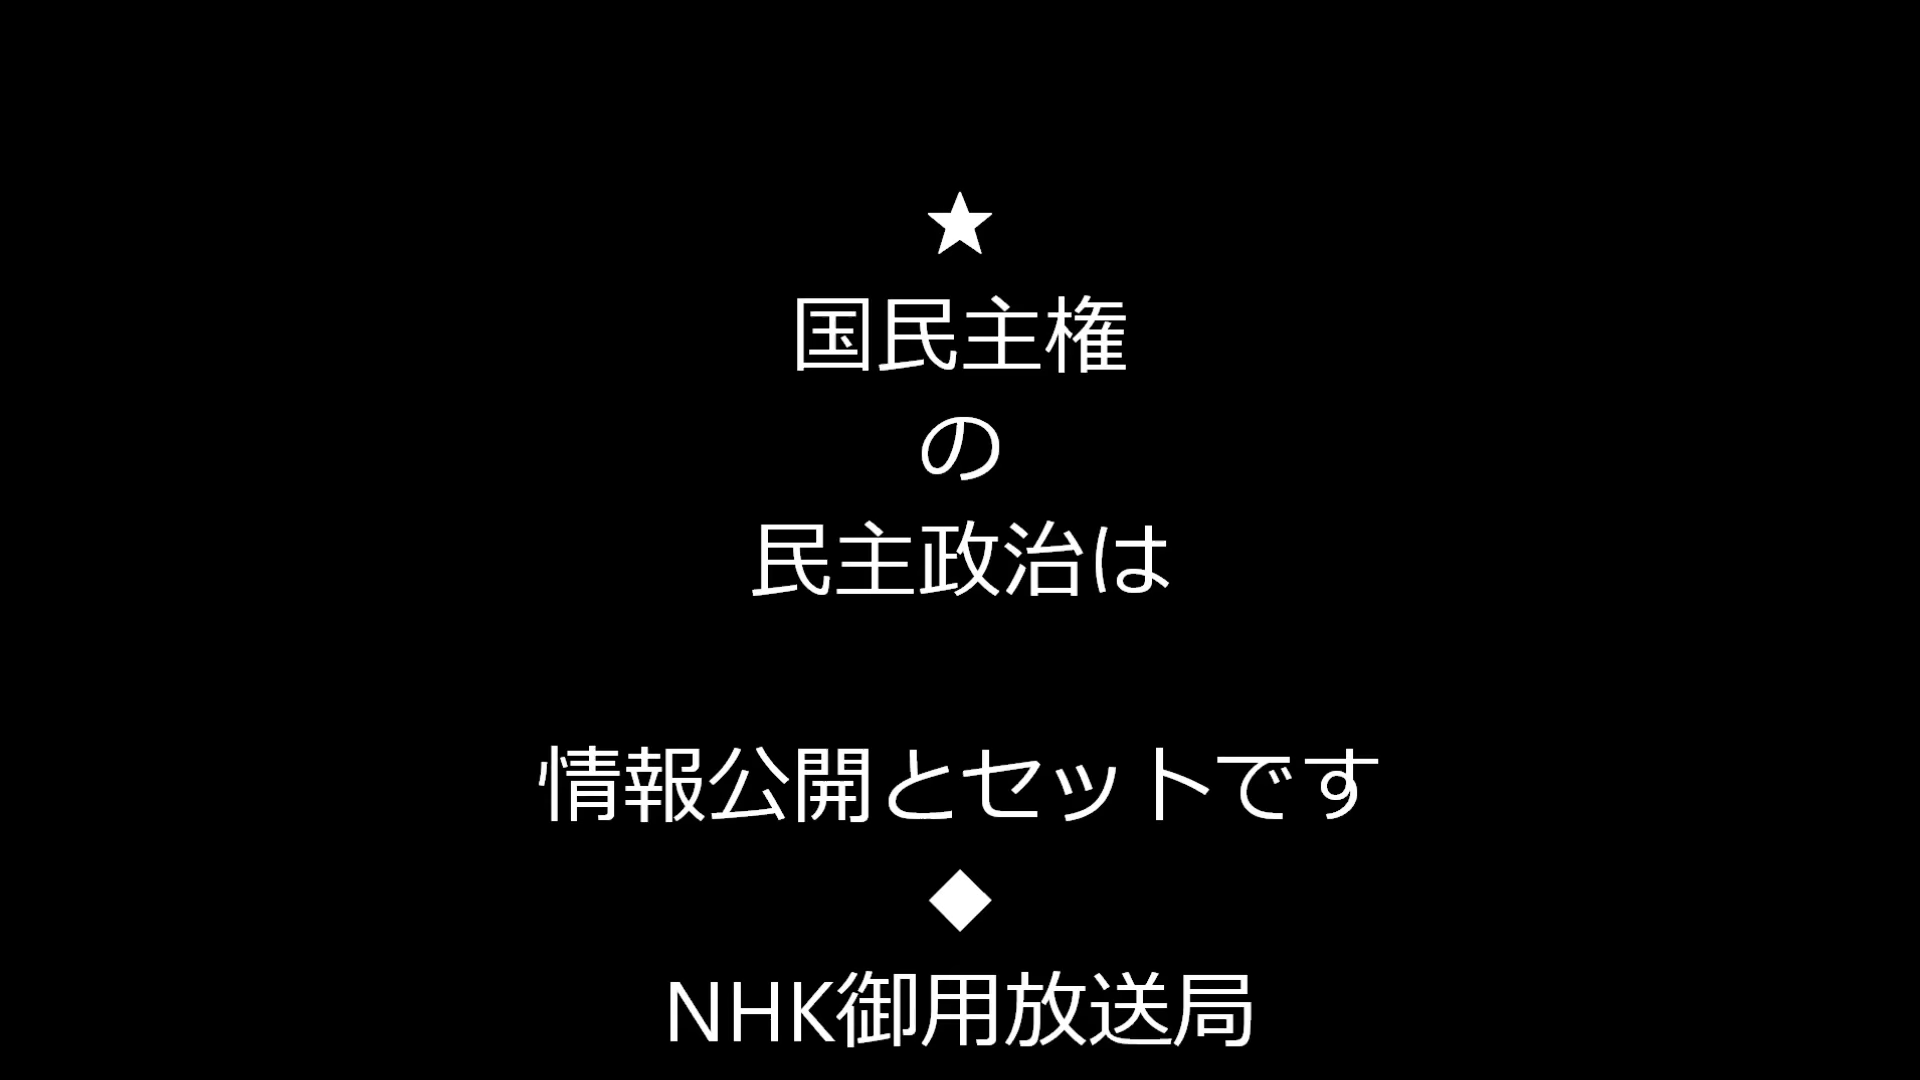 ★
国民主権
の
民主政治は
情報公開とセットです
◆
NHK御用放送局